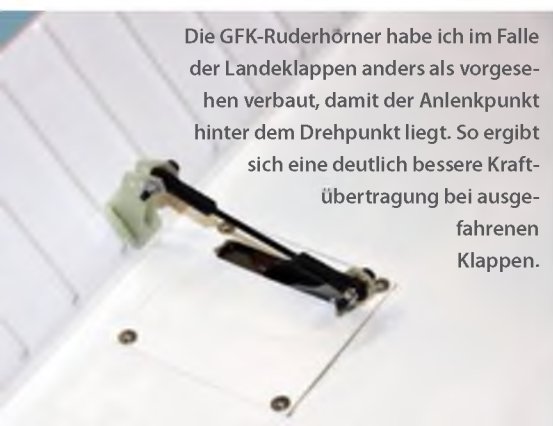 Die GFK-Ruderhörner habe ich im Falle
der Landeklappen anders als vorgese-
hen verbaut, damit der Anlenkpunkt
hinter dem Drehpunkt liegt. So ergibt
sich eine deutlich bessere Kraft-
übertragung bei ausge-
fahrenen
Klappen.